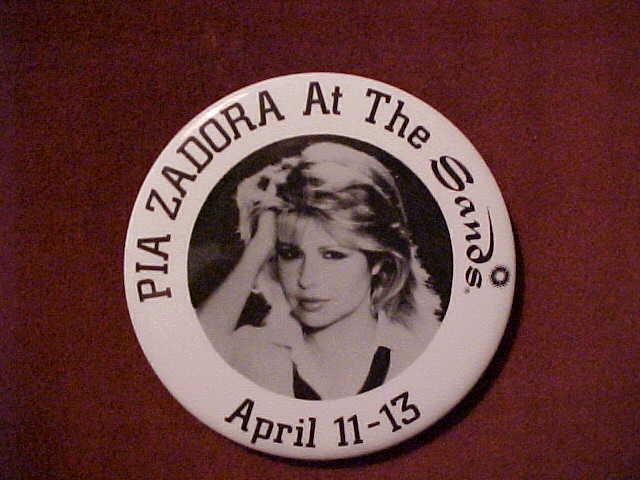 PIA ZADORA At The Sands®
April 11-13